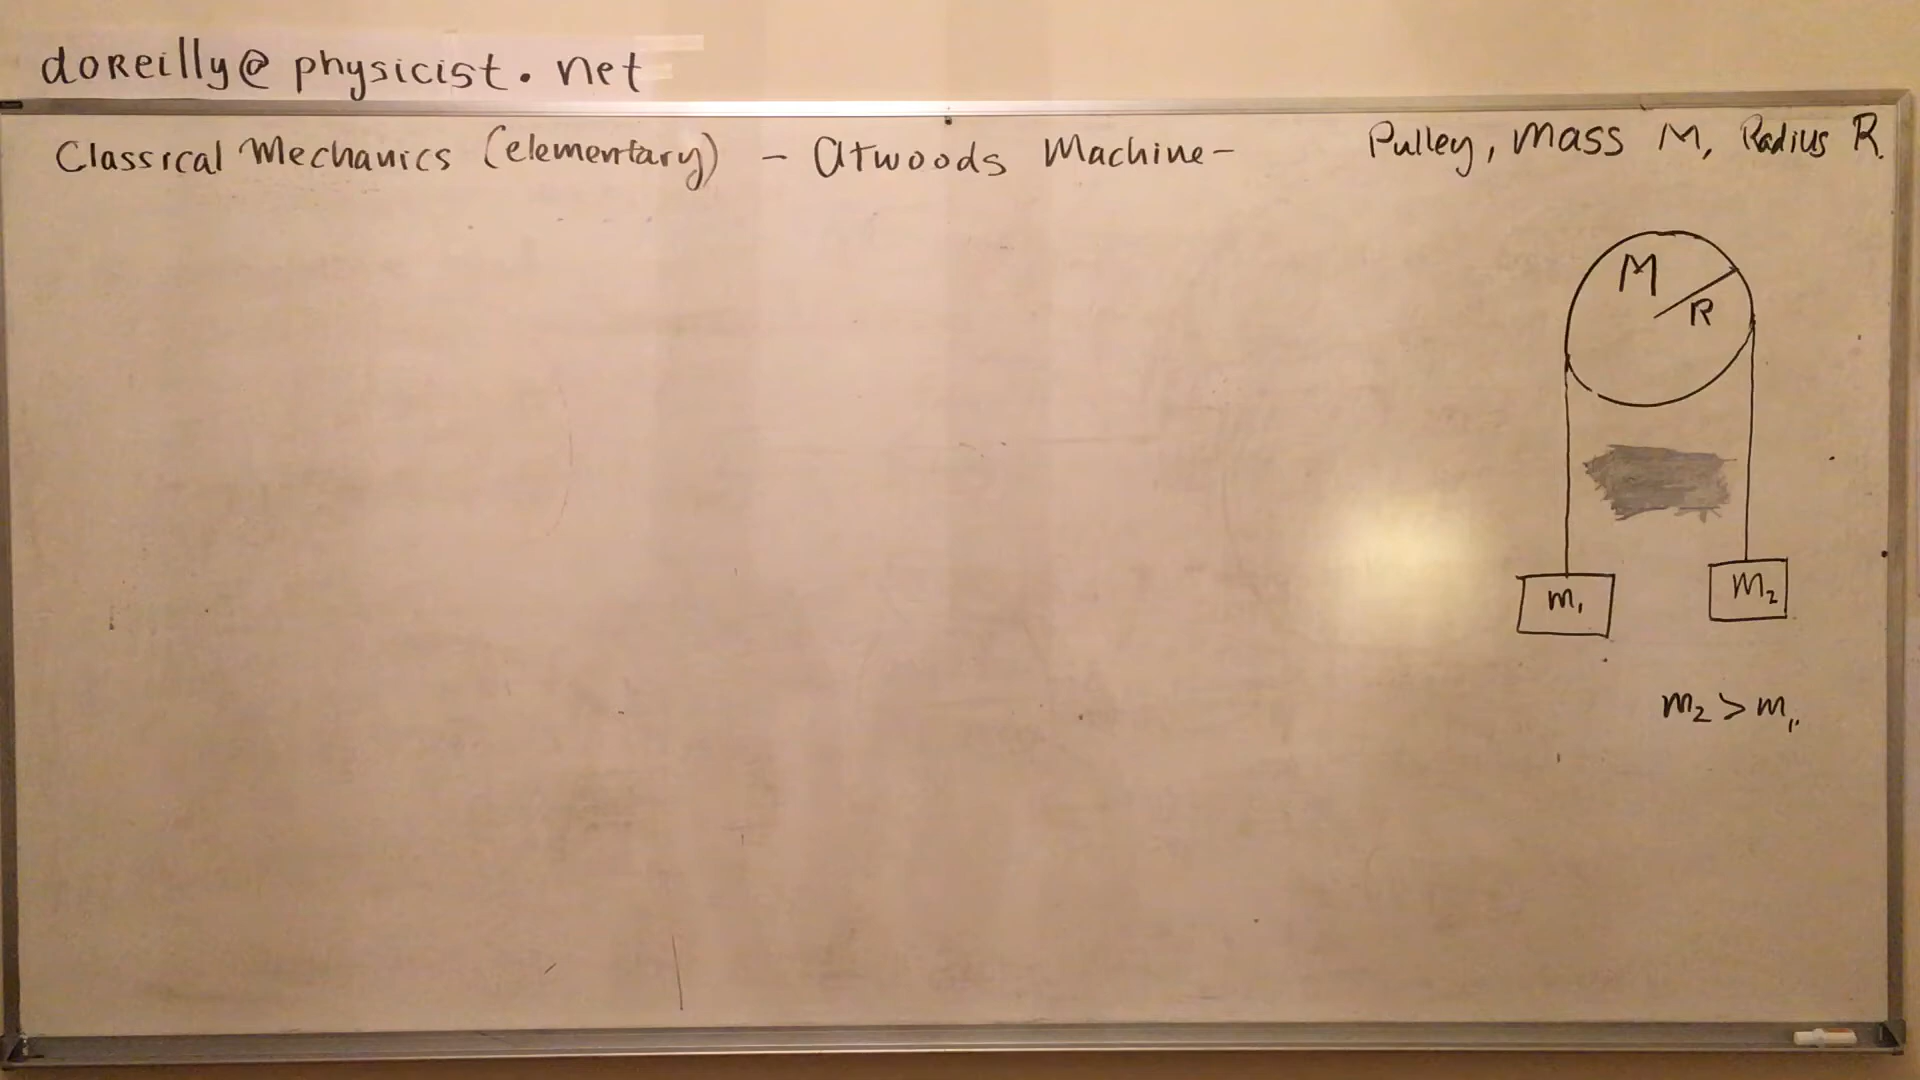 doreilly@physicist.net
Classical Mechanics (elementary) - Atwoods Machine -
Pulley, Mass M, Radius R.
M
R
m₁
m₂
m₂ > m₁.